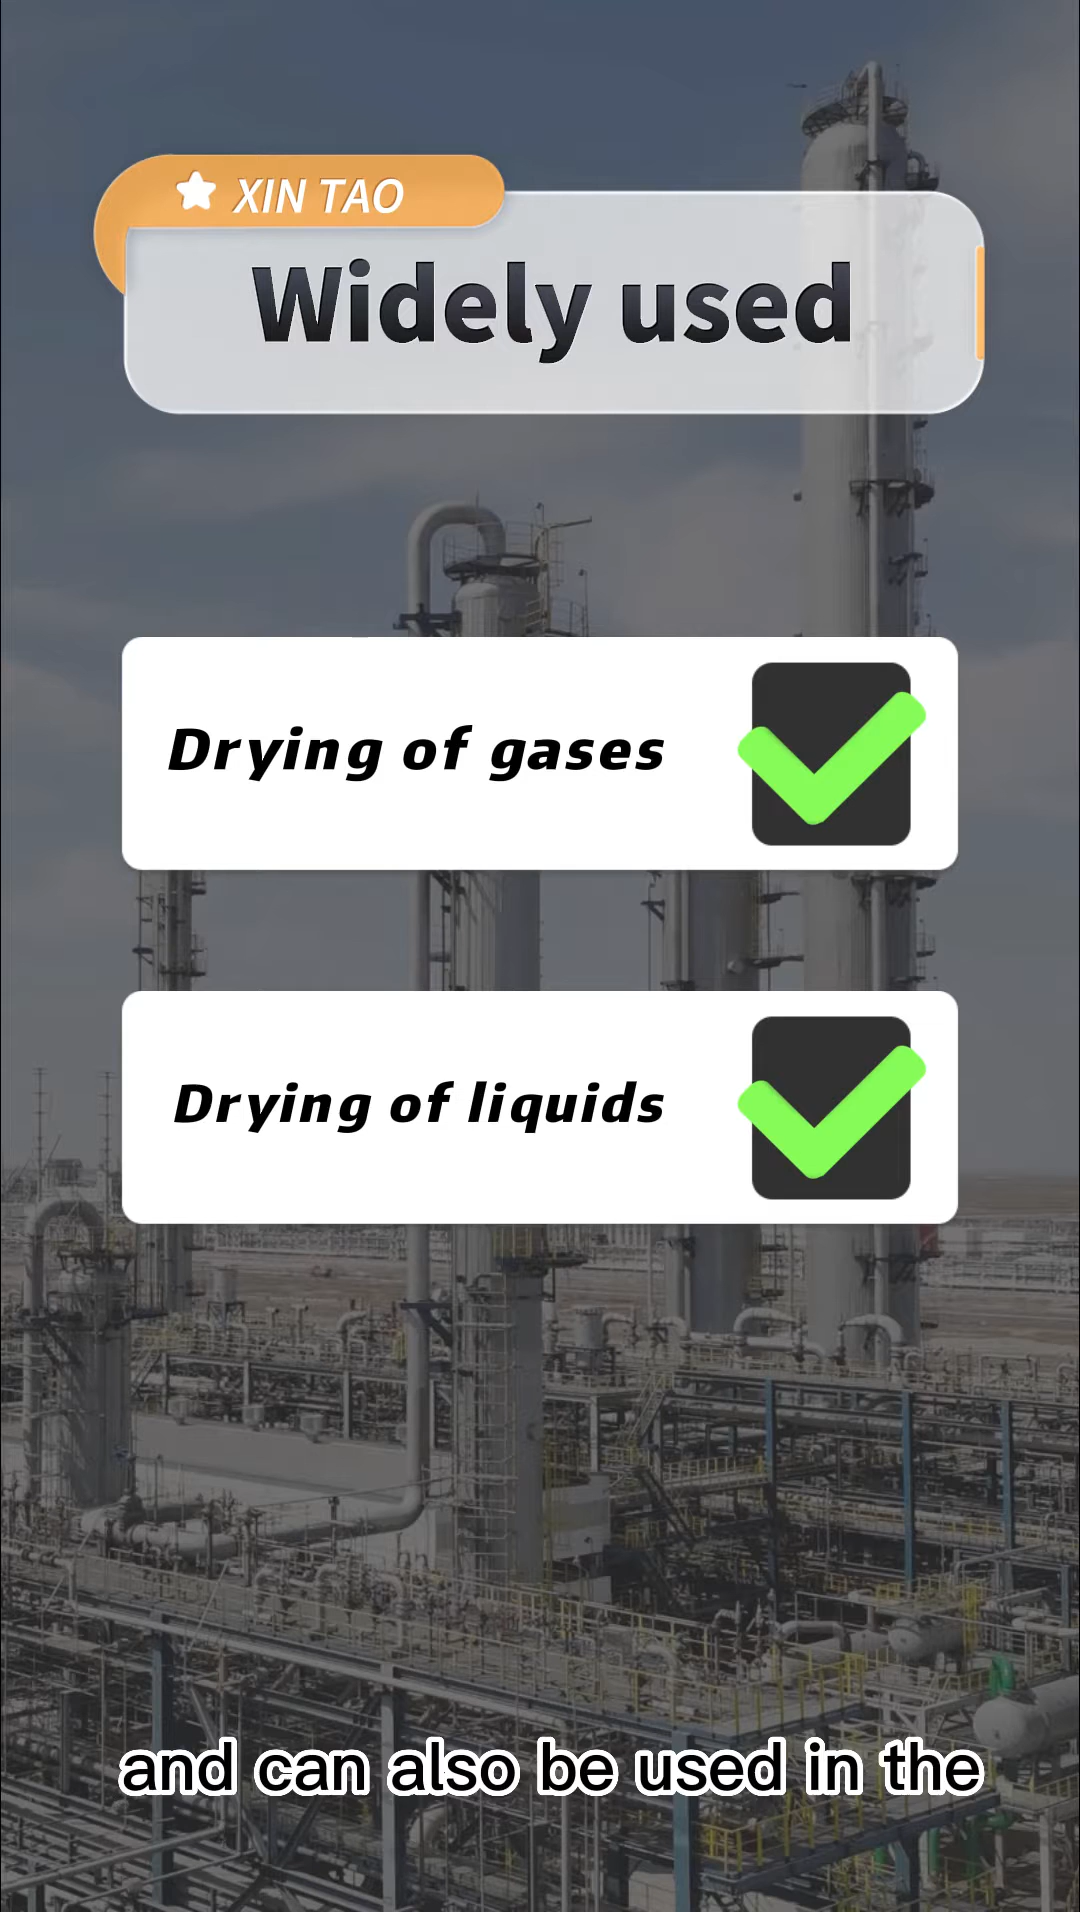 XIN TAO
Widely used
Drying of gases
Drying of liquids
and can also be used in the